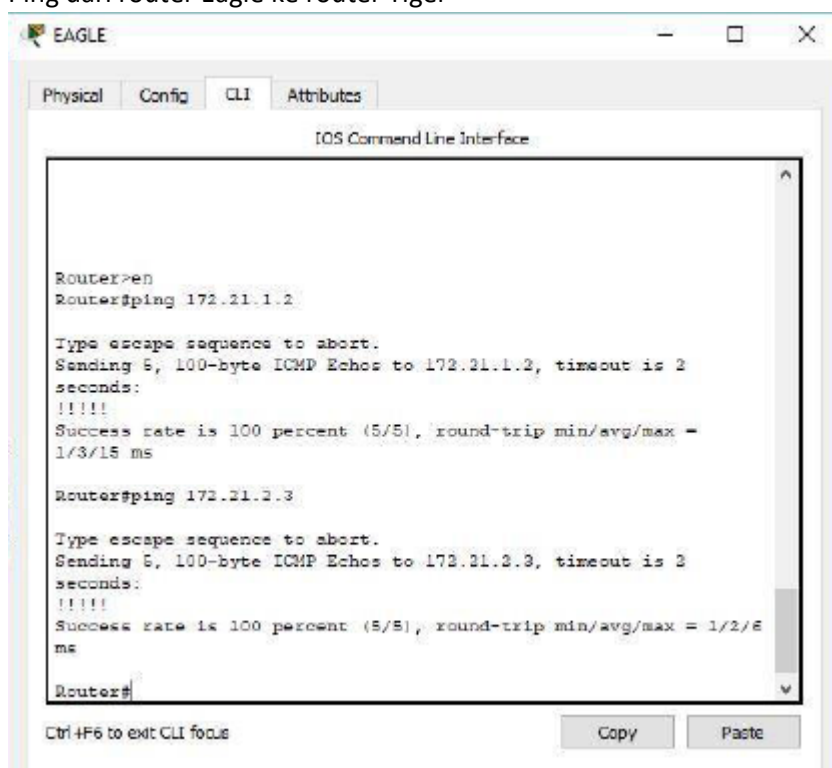 Ping dari router Eagle ke router Tiger
EAGLE
Physical Config CLI Attributes
IOS Command Line Interface
Router>en
Router#ping 172.21.1.2
Type escape sequence to abort.
Sending 5, 100-byte ICMP Echos to 172.21.1.2, timeout is 2
seconds:
!!!!!
Success rate is 100 percent (5/5), round-trip min/avg/max =
1/3/15 ms
Router#ping 172.21.2.3
Type escape sequence to abort.
Sending 5, 100-byte ICMP Echos to 172.21.2.3, timeout is 2
seconds:
!!!!!
Success rate is 100 percent (5/5), round-trip min/avg/max = 1/2/6
ms
Router#
Ctrl+F6 to exit CLI focus
Copy Paste